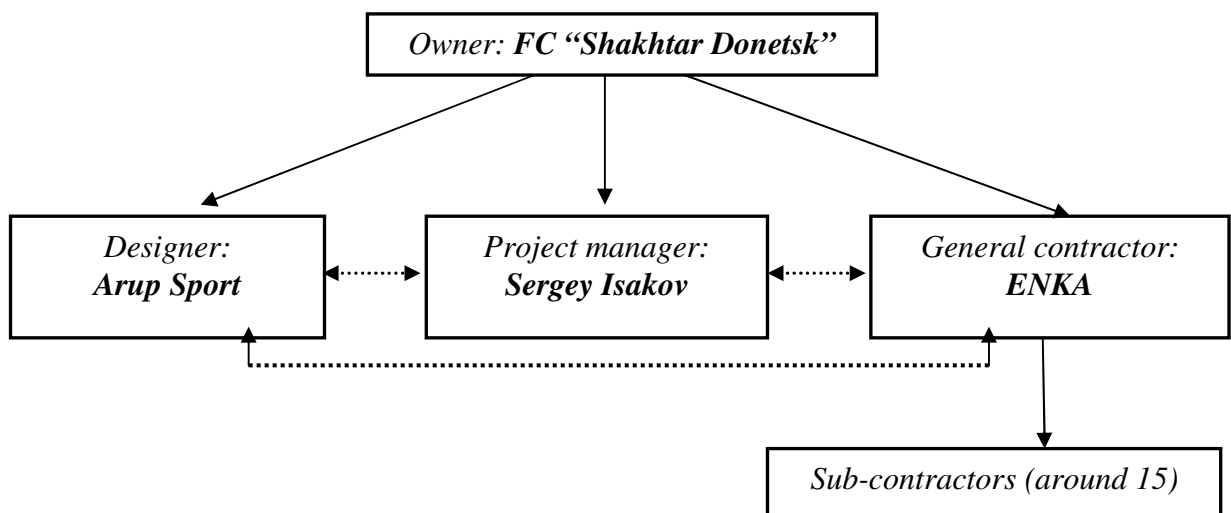 Owner: FC “Shakhtar Donetsk”
Designer:
Arup Sport
Project manager:
Sergey Isakov
General contractor:
ENKA
Sub-contractors (around 15)